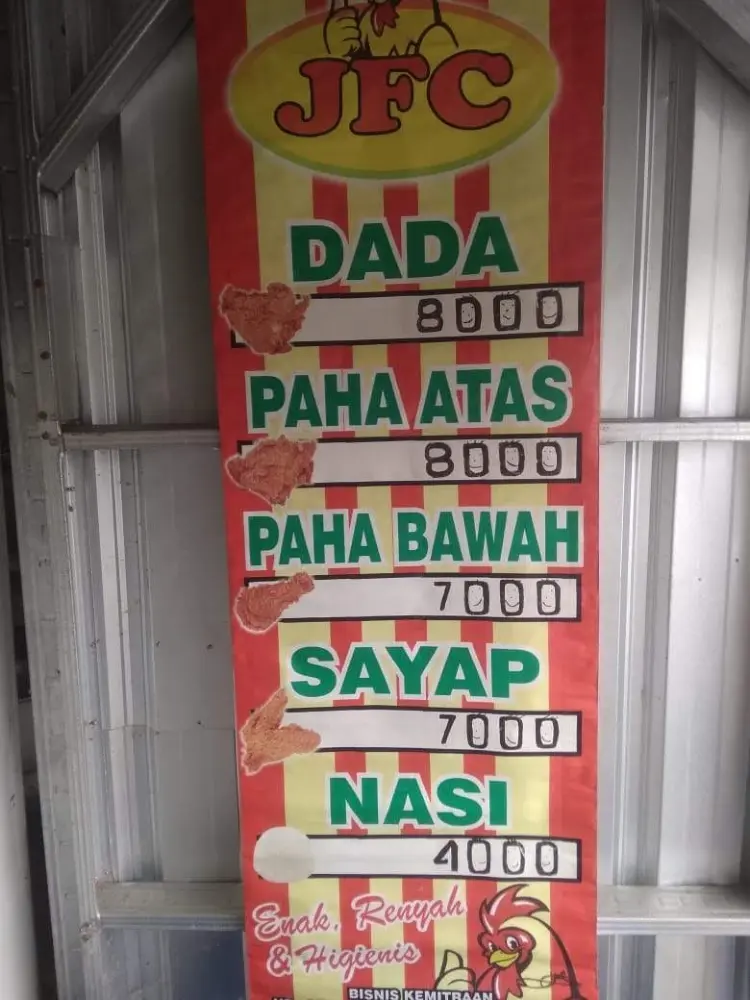 JFC
DADA
8000
PAHA ATAS
8000
PAHA BAWAH
7000
SAYAP
7000
NASI
4000
Enak, Renyah
& Higienis
BISNIS KEMITRAAN